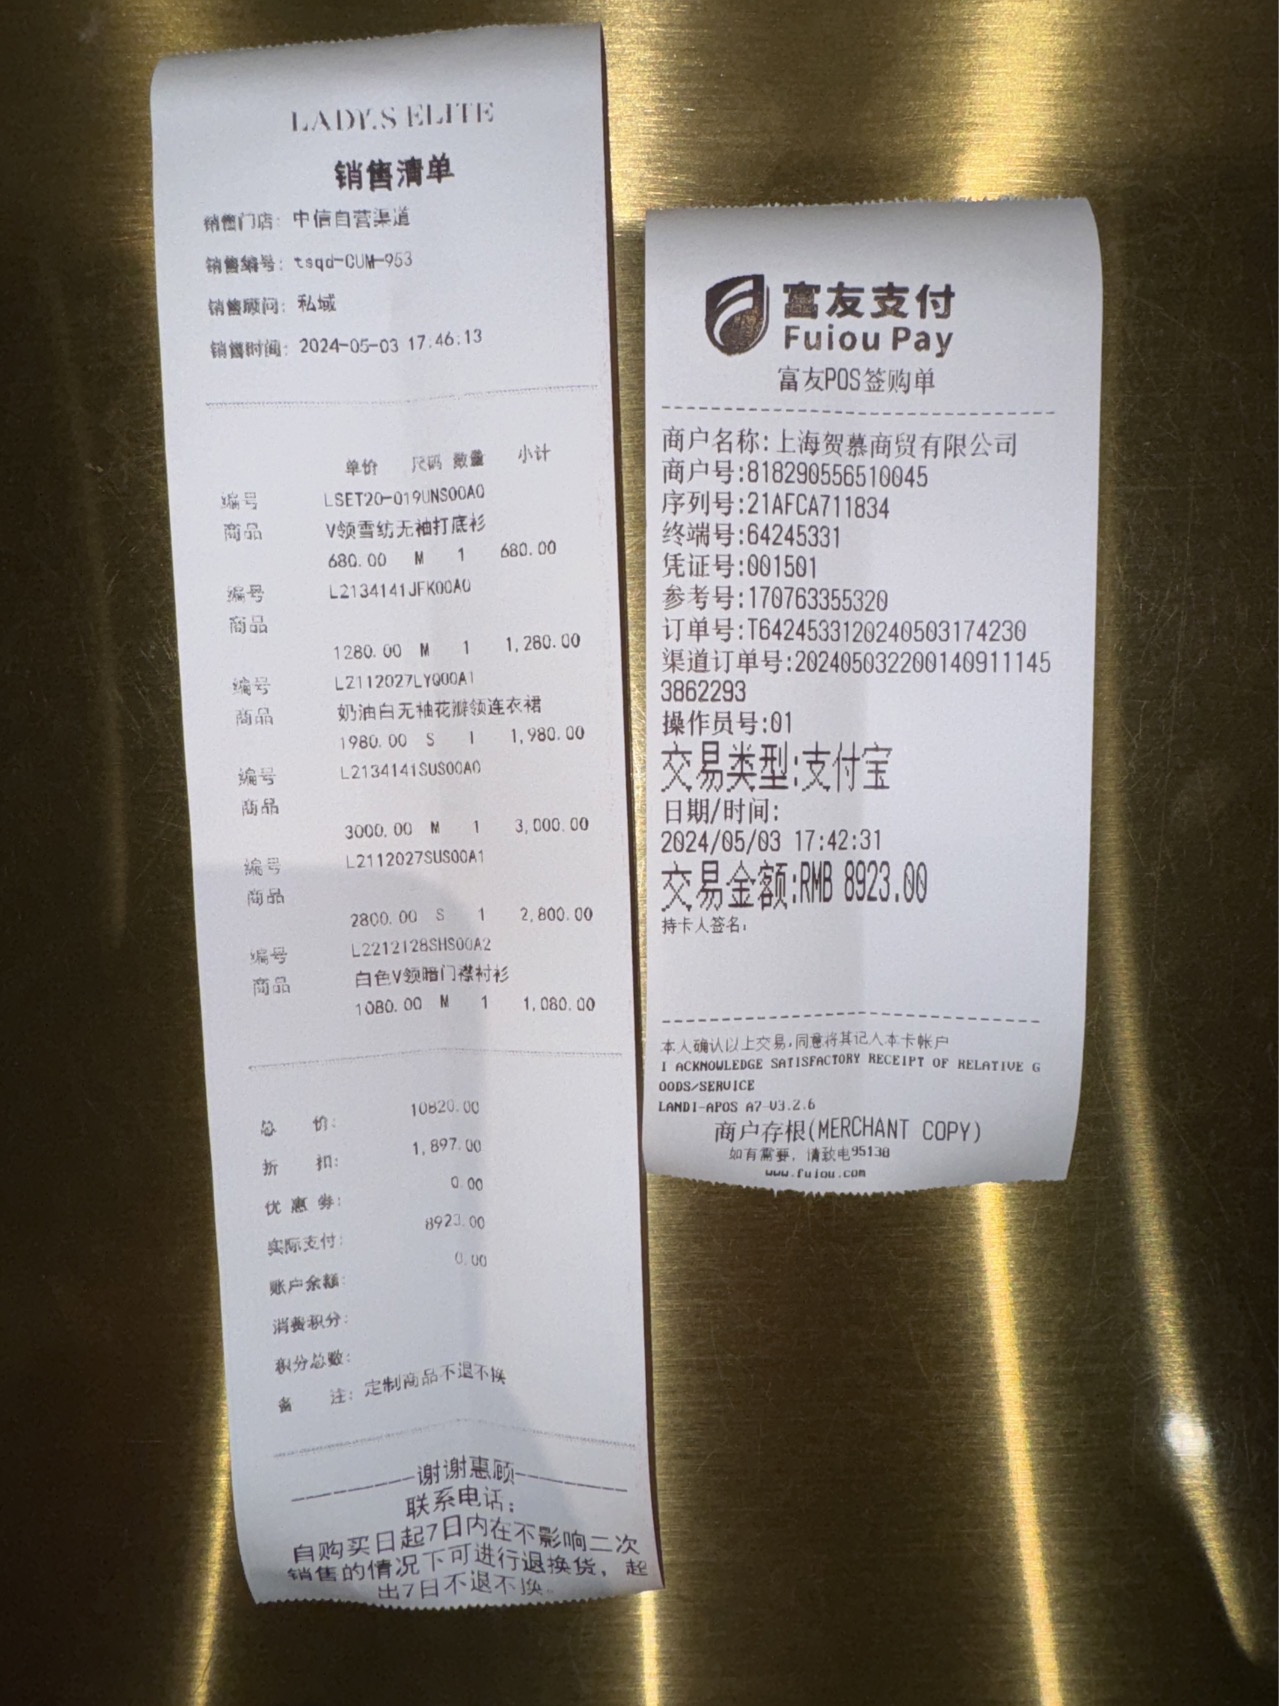 LADY.S ELITE
销售清单
销售门店: 中信自营渠道
销售编号: tsqd-CUM-953
销售顾问: 私域
销售时间: 2024-05-03 17:46:13
单价 尺码 数量 小计
编号 LSET20-019UNS00A0
商品 V领雪纺无袖打底衫
680.00 M 1 680.00
编号 L2134141JFK00A0
商品
1280.00 M 1 1,280.00
编号 L2112027LYQ00A1
商品 奶油白无袖花瓣领连衣裙
1980.00 S 1 1,980.00
编号 L2134141SUS00A0
商品
3000.00 M 1 3,000.00
编号 L2112027SUS00A1
商品
2800.00 S 1 2,800.00
编号 L2212128SHS00A2
商品 白色V领暗门襟衬衫
1080.00 M 1 1,080.00
总 价: 10820.00
折 扣: 1,897.00
优 惠 券: 0.00
实际支付: 8923.00
账户余额: 0.00
消费积分:
积分总数:
备 注: 定制商品不退不换
谢谢惠顾
联系电话:
自购买日起7日内在不影响二次
销售的情况下可进行退换货，起
出7日不退不换。
富友支付
Fuiou Pay
富友POS签购单
商户名称:上海贺慕商贸有限公司
商户号:818290556510045
序列号:21AFCA711834
终端号:64245331
凭证号:001501
参考号:170763355320
订单号:T6424533120240503174230
渠道订单号:202405032200140911145
3862293
操作员号:01
交易类型:支付宝
日期/时间:
2024/05/03 17:42:31
交易金额:RMB 8923.00
持卡人签名:
本人确认以上交易,同意将其记入本卡帐户
I ACKNOWLEDGE SATISFACTORY RECEIPT OF RELATIVE G
OODS/SERVICE
LANDI-APOS A7-V3.2.6
商户存根(MERCHANT COPY)
如有需要, 请致电95138
www.fuiou.com